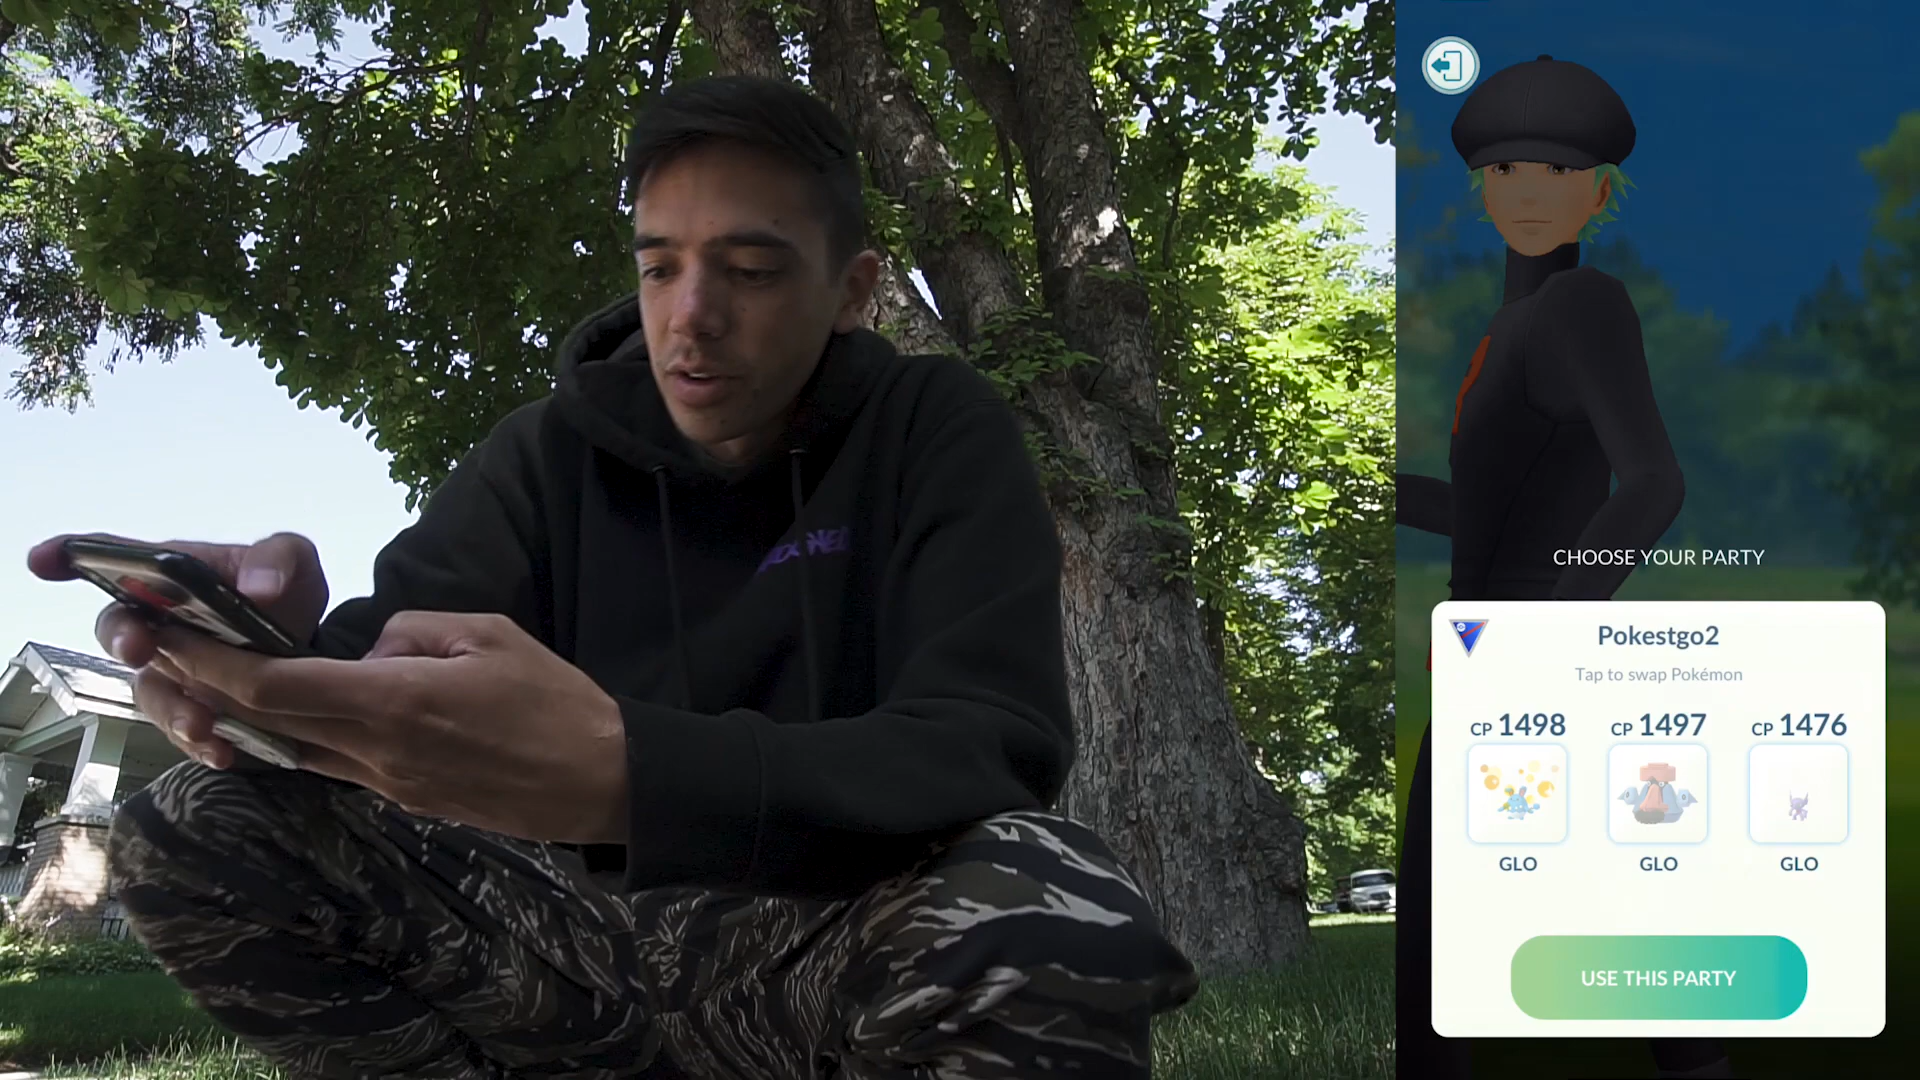 CHOOSE YOUR PARTY
Pokestgo2
Tap to swap Pokémon
CP 1498 CP 1497 CP 1476
GLO GLO GLO
USE THIS PARTY